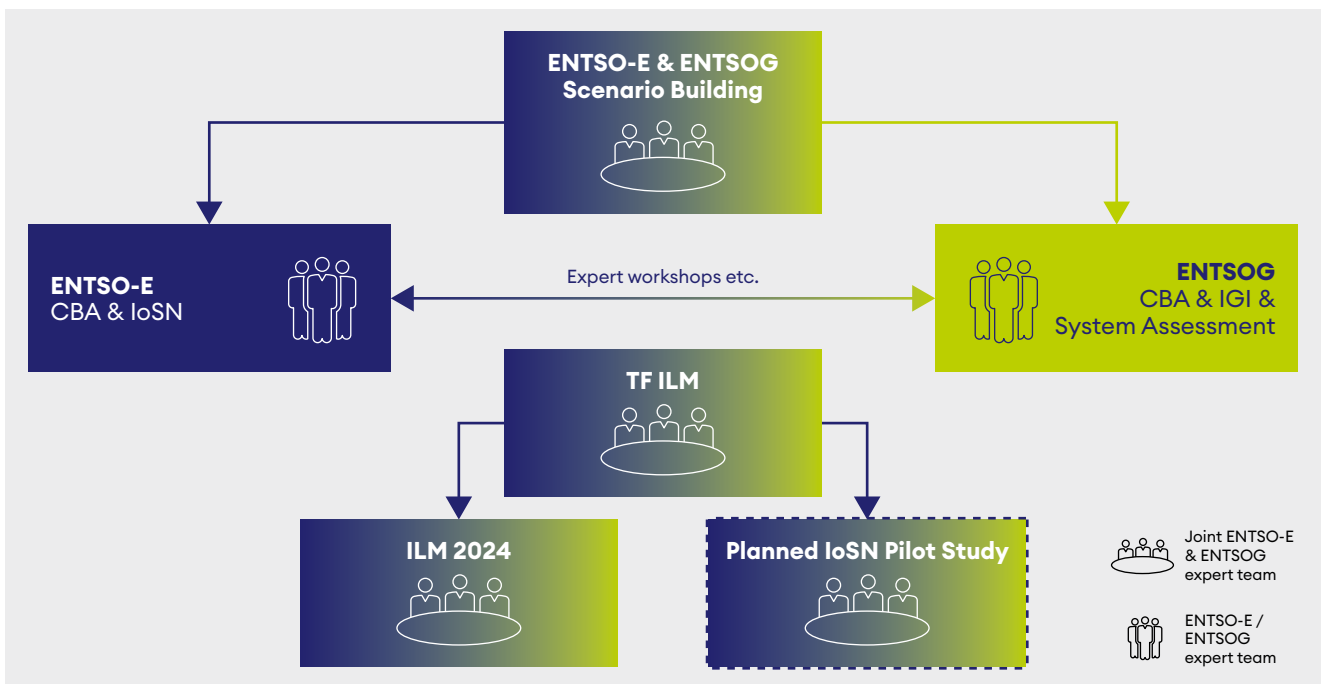 ENTSO-E & ENTSOG
Scenario Building
ENTSO-E
CBA & IoSN
Expert workshops etc.
ENTSOG
CBA & IGI &
System Assessment
TF ILM
ILM 2024
Planned IoSN Pilot Study
Joint ENTSO-E
& ENTSOG
expert team
ENTSO-E /
ENTSOG
expert team